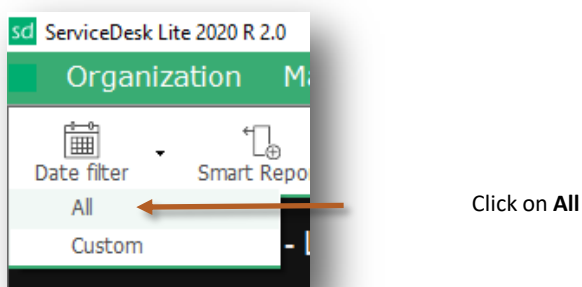 sd ServiceDesk Lite 2020 R 2.0
Organization
Date filter Smart Repo
All
Click on All
Custom